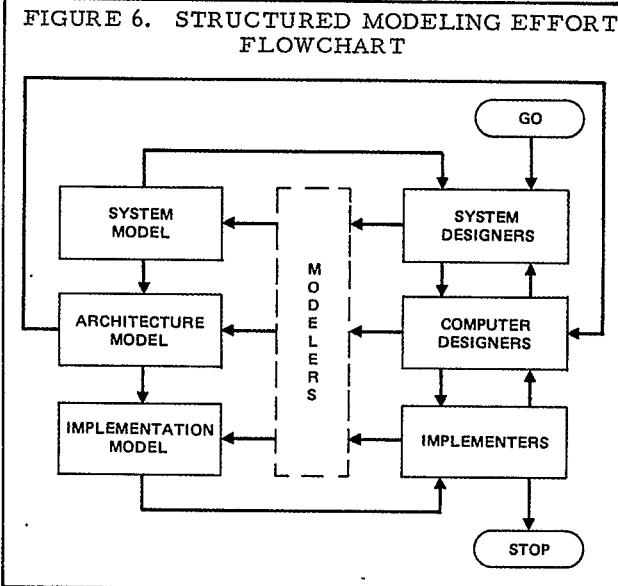 FIGURE 6. STRUCTURED MODELING EFFORT
FLOWCHART
GO
SYSTEM
MODEL
MODELERS
SYSTEM
DESIGNERS
ARCHITECTURE
MODEL
COMPUTER
DESIGNERS
IMPLEMENTATION
MODEL
IMPLEMENTERS
STOP